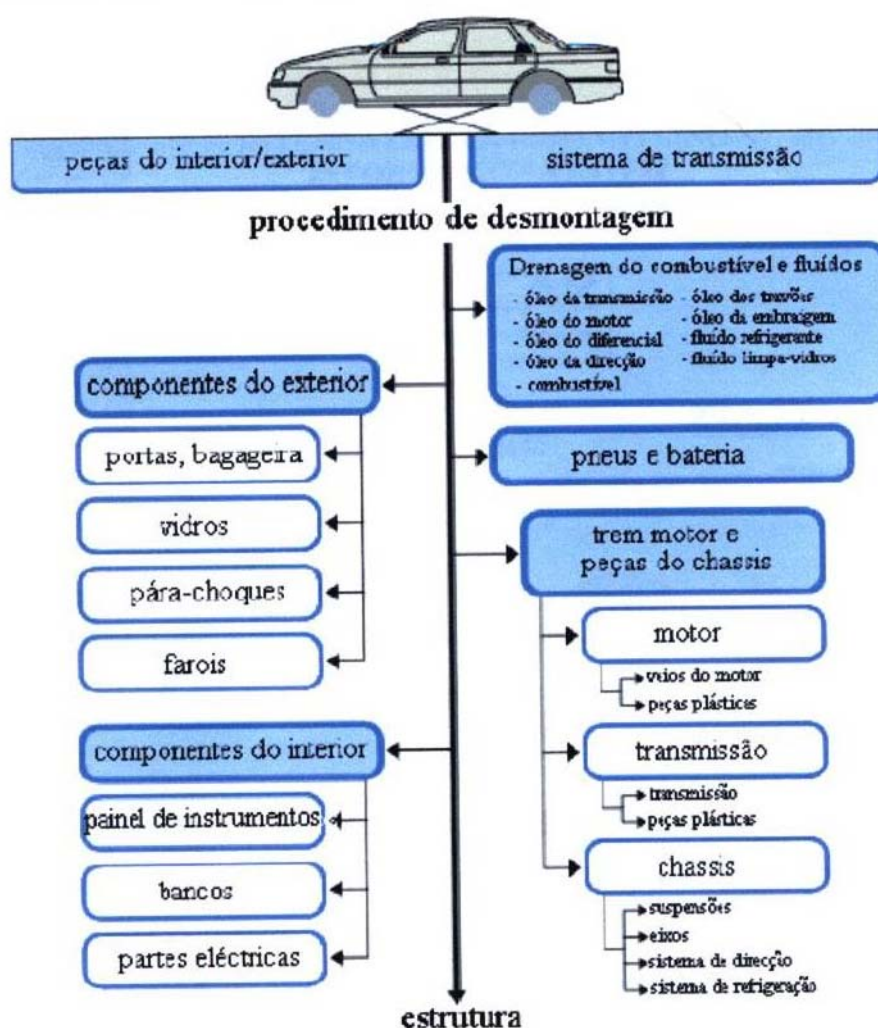 peças do interior/exterior
sistema de transmissão
procedimento de desmontagem
Drenagem do combustível e fluídos
- óleo da transmissão - óleo dos travões
- óleo do motor - óleo da embraigem
- óleo do diferencial - fluído refrigerante
- óleo da direcção - fluído limpa-vidros
- combustível
componentes do exterior
portas, bagageira
vidros
pára-choques
farois
pneus e bateria
trem motor e
peças do chassis
motor
veios do motor
peças plásticas
transmissão
transmissão
peças plásticas
chassis
suspensões
eixos
sistema de direcção
sistema de refrigeração
componentes do interior
painel de instrumentos
bancos
partes eléctricas
estrutura